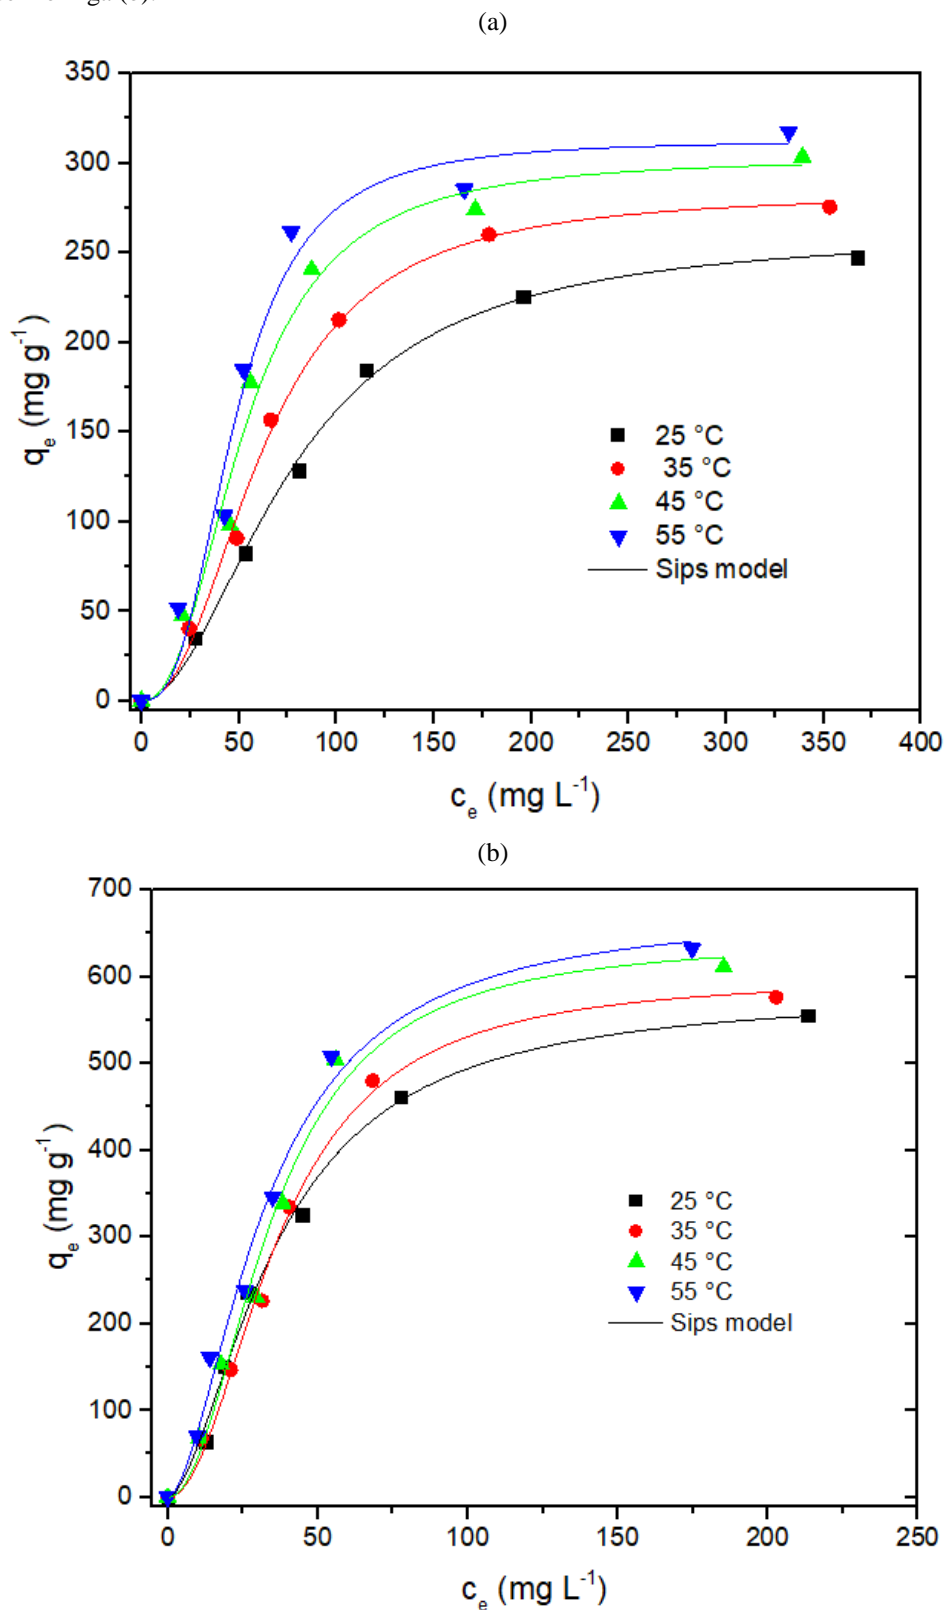 (a)
350
300
250
200
150
100
50
0
qₑ (mg g⁻¹)
25 °C
35 °C
45 °C
55 °C
Sips model
0 50 100 150 200 250 300 350 400
cₑ (mg L⁻¹)
(b)
700
600
500
400
300
200
100
0
qₑ (mg g⁻¹)
25 °C
35 °C
45 °C
55 °C
Sips model
0 50 100 150 200 250
cₑ (mg L⁻¹)